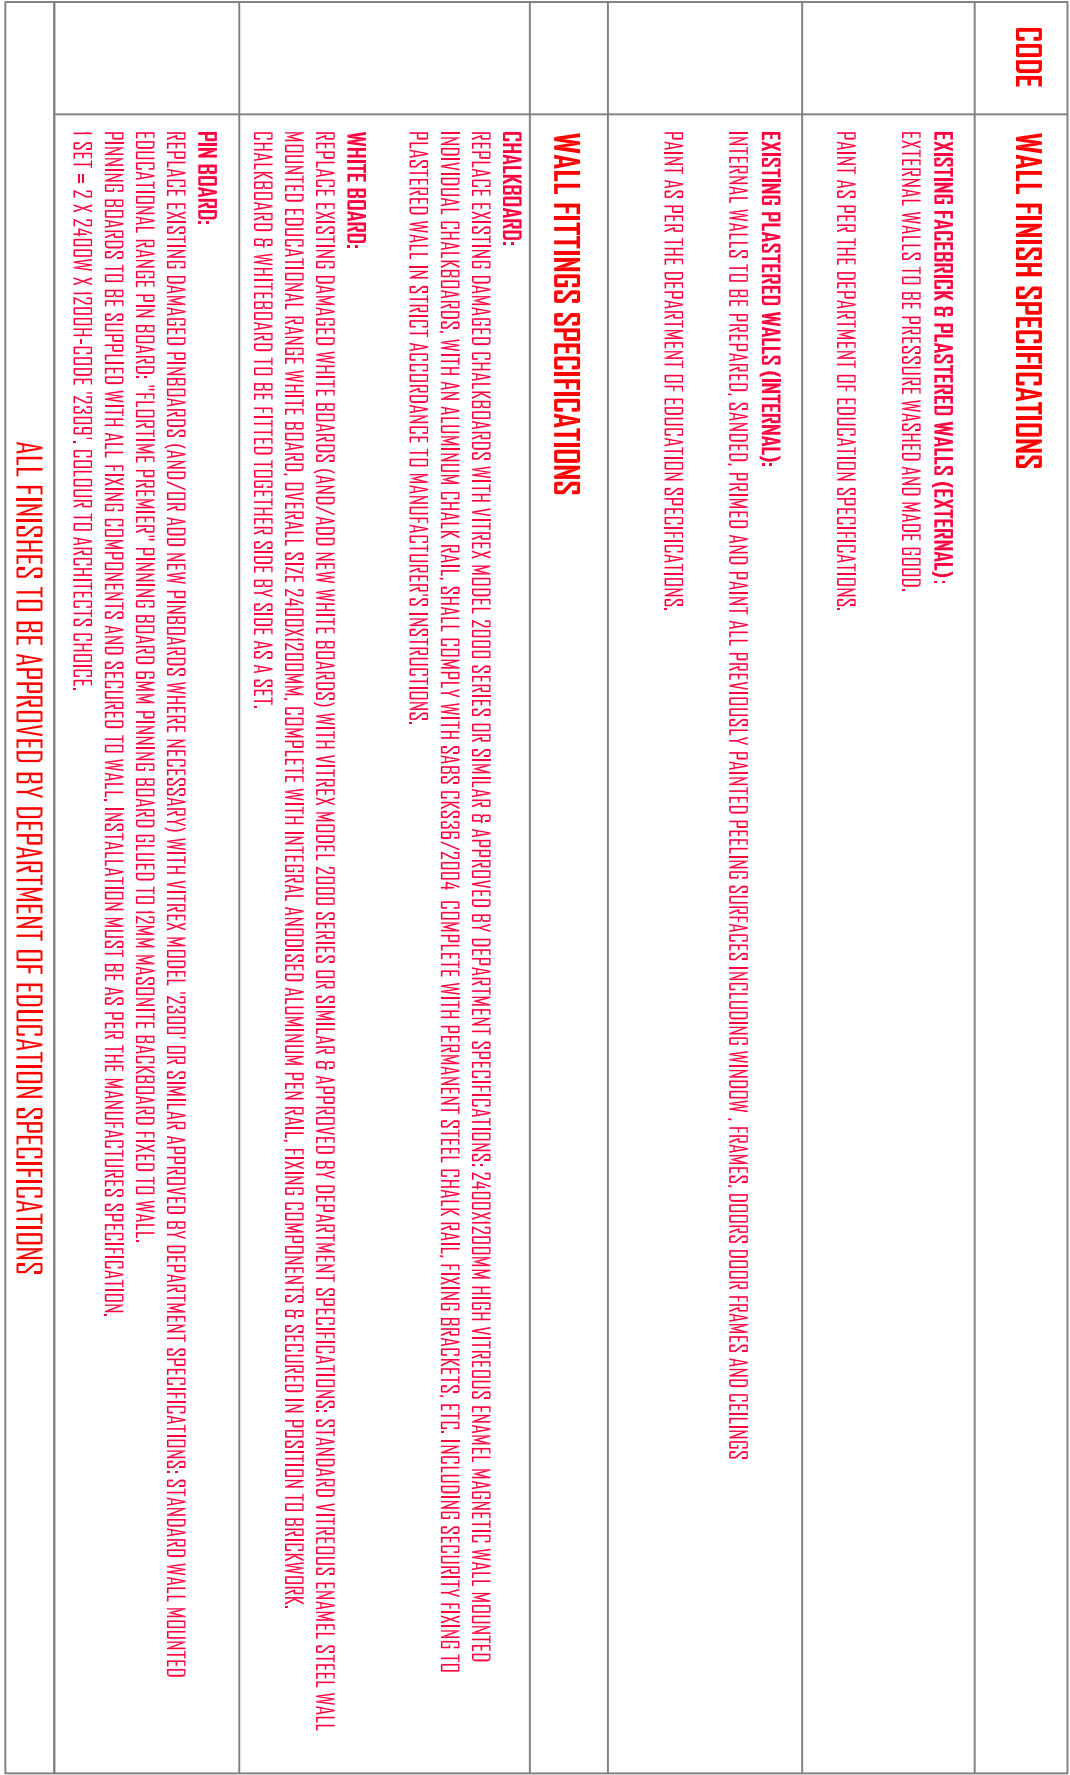 CODE
WALL FINISH SPECIFICATIONS
EXISTING FACEBRICK & PLASTERED WALLS (EXTERNAL):
EXTERNAL WALLS TO BE PRESSURE WASHED AND MADE GOOD.
PAINT AS PER THE DEPARTMENT OF EDUCATION SPECIFICATIONS.
EXISTING PLASTERED WALLS (INTERNAL):
INTERNAL WALLS TO BE PREPARED, SANDED, PRIMED AND PAINT ALL PREVIOUSLY PAINTED PEELING SURFACES INCLUDING WINDOW , FRAMES, DOORS DOOR FRAMES AND CEILINGS
PAINT AS PER THE DEPARTMENT OF EDUCATION SPECIFICATIONS.
WALL FITTINGS SPECIFICATIONS
CHALKBOARD:
REPLACE EXISTING DAMAGED CHALKBOARDS WITH VITREX MODEL 2000 SERIES OR SIMILAR & APPROVED BY DEPARTMENT SPECIFICATIONS: 2400X1200MM HIGH VITREOUS ENAMEL MAGNETIC WALL MOUNTED
INDIVIDUAL CHALKBOARDS, WITH AN ALUMINUM CHALK RAIL, SHALL COMPLY WITH SABS CKS36/2004 COMPLETE WITH PERMANENT STEEL CHALK RAIL, FIXING BRACKETS, ETC. INCLUDING SECURITY FIXING TO
PLASTERED WALL IN STRICT ACCORDANCE TO MANUFACTURER'S INSTRUCTIONS.
WHITE BOARD:
REPLACE EXISTING DAMAGED WHITE BOARDS (AND/ADD NEW WHITE BOARDS) WITH VITREX MODEL 2000 SERIES OR SIMILAR & APPROVED BY DEPARTMENT SPECIFICATIONS: STANDARD VITREOUS ENAMEL STEEL WALL
MOUNTED EDUCATIONAL RANGE WHITE BOARD, OVERALL SIZE 2400X1200MM, COMPLETE WITH INTEGRAL ANODISED ALUMINUM PEN RAIL, FIXING COMPONENTS & SECURED IN POSITION TO BRICKWORK.
CHALKBOARD & WHITEBOARD TO BE FITTED TOGETHER SIDE BY SIDE AS A SET.
PIN BOARD:
REPLACE EXISTING DAMAGED PINBOARDS (AND/OR ADD NEW PINBOARDS WHERE NECESSARY) WITH VITREX MODEL '2300' OR SIMILAR APPROVED BY DEPARTMENT SPECIFICATIONS: STANDARD WALL MOUNTED
EDUCATIONAL RANGE PIN BOARD: "FLORTIME PREMIER" PINNING BOARD 6MM PINNING BOARD GLUED TO 12MM MASONITE BACKBOARD FIXED TO WALL.
PINNING BOARDS TO BE SUPPLIED WITH ALL FIXING COMPONENTS AND SECURED TO WALL. INSTALLATION MUST BE AS PER THE MANUFACTURES SPECIFICATION.
1 SET = 2 X 2400W X 1200H-CODE '2309'. COLOUR TO ARCHITECTS CHOICE.
ALL FINISHES TO BE APPROVED BY DEPARTMENT OF EDUCATION SPECIFICATIONS